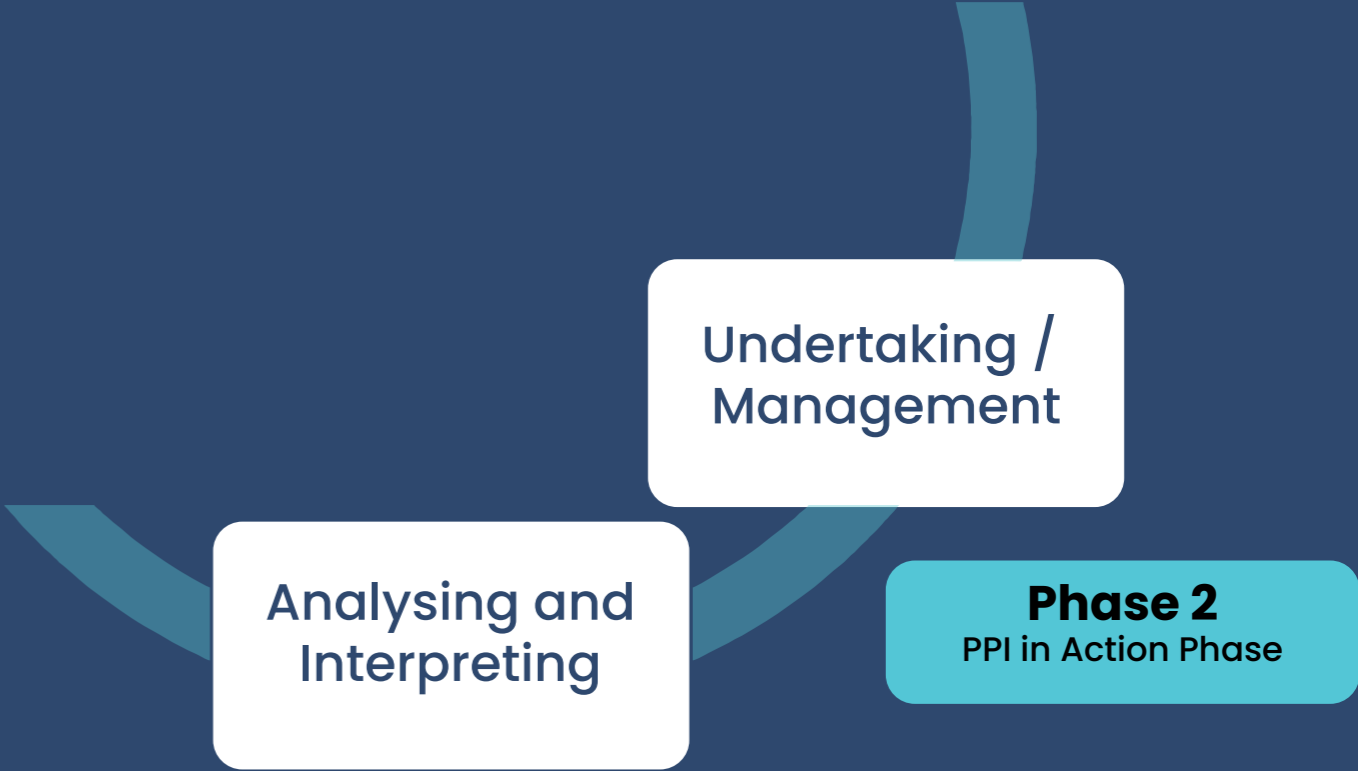 Undertaking /
Management
Analysing and
Interpreting
Phase 2
PPI in Action Phase